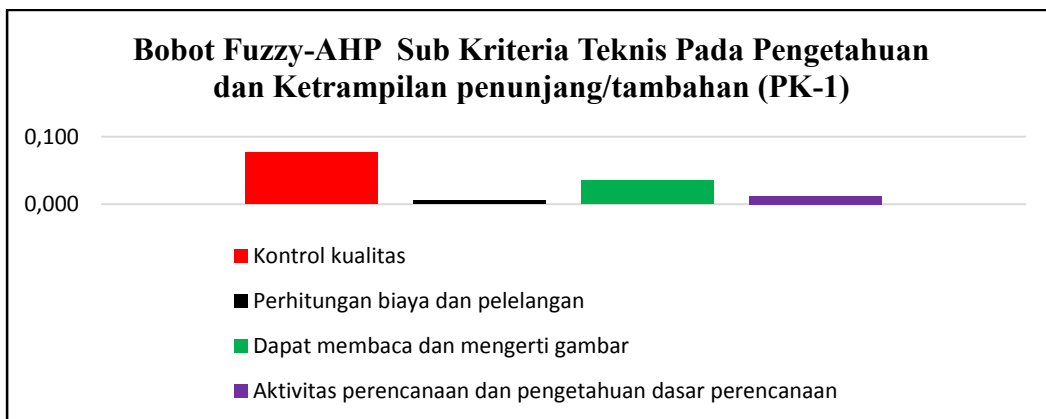 Bobot Fuzzy-AHP Sub Kriteria Teknis Pada Pengetahuan
dan Ketrampilan penunjang/tambahan (PK-1)
0,100
0,000
Kontrol kualitas
Perhitungan biaya dan pelelangan
Dapat membaca dan mengerti gambar
Aktivitas perencanaan dan pengetahuan dasar perencanaan